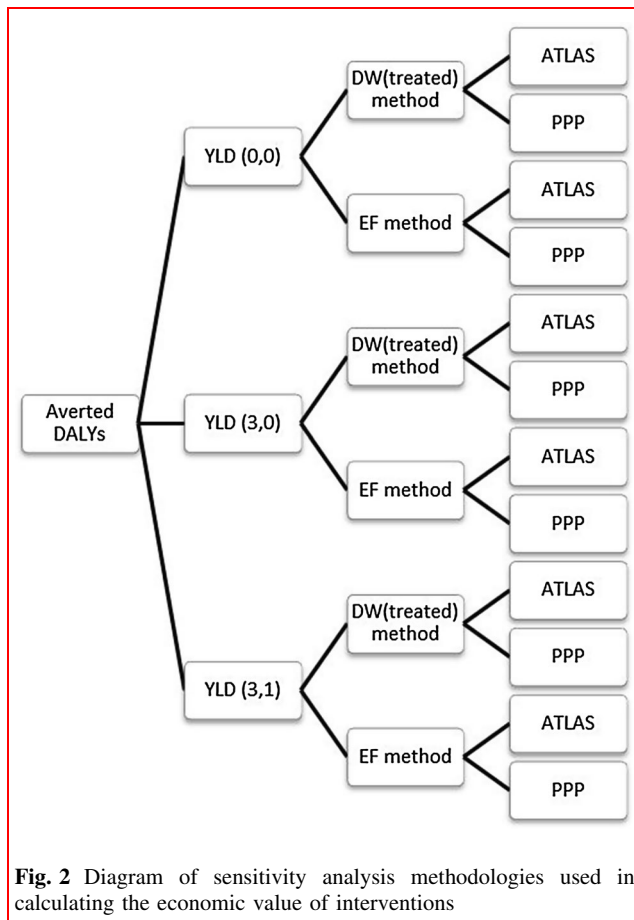 ATLAS
DW(treated)
method
PPP
YLD (0,0)
ATLAS
EF method
PPP
ATLAS
DW(treated)
method
PPP
Averted
DALYs
YLD (3,0)
ATLAS
EF method
PPP
ATLAS
DW(treated)
method
PPP
YLD (3,1)
ATLAS
EF method
PPP
Fig. 2 Diagram of sensitivity analysis methodologies used in
calculating the economic value of interventions